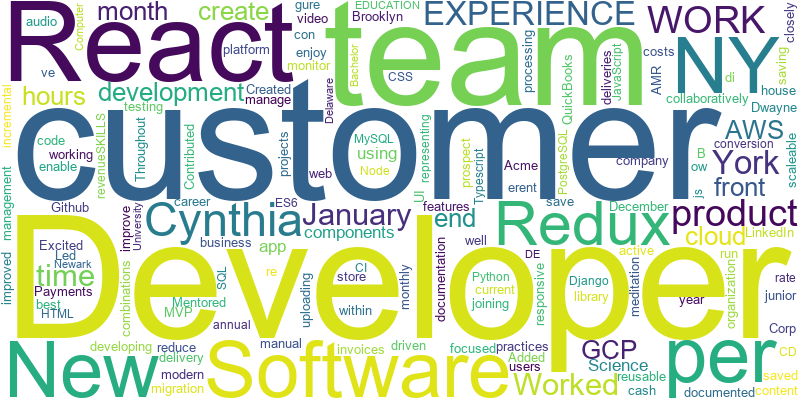 audio
React
month
create
gure
EDUCATION
video
Brooklyn
con
enjoy
monitor
platform
Computer
ve
Created
manage
Bachelor
CSS
team
EXPERIENCE
processing
QuickBooks
deliveries
JavaScript
costs
AMR
WORK
closely
saving
NY
di
house
collaboratively
Dwayne
hours
development
testing
Delaware
incremental
code
working
enable
revenueSKILLS
Throughout
Contributed
projects
web
MySQL
using
Node
representing
UI
prospect
Typescript
Acme
erent
PostgreSQL
able
save
company
AWS
B
conversion
York
js
front
ow
scaleable
customer
management
Github
University
career
ES6
Cynthia
business
January
components
features
December
end
Redux
product
cloud
LinkedIn
improved
Excited
Led
Newark
improve
time
Payments
best
HTML
combinations
app
SQL
re
MVP
Mentored
uploading
store
CI
within
monthly
documentation
well
active
DE
Python
current
joining
responsive
Django
library
meditation
organization
run
year
rate
junior
Developer
annual
developing
reduce
delivery
modern
migration
manual
invoices
driven
focused
practices
Added
users
Corp
CD
saved
content
New
Software
Worked
GCP
Science
reusable
cash
per
documented